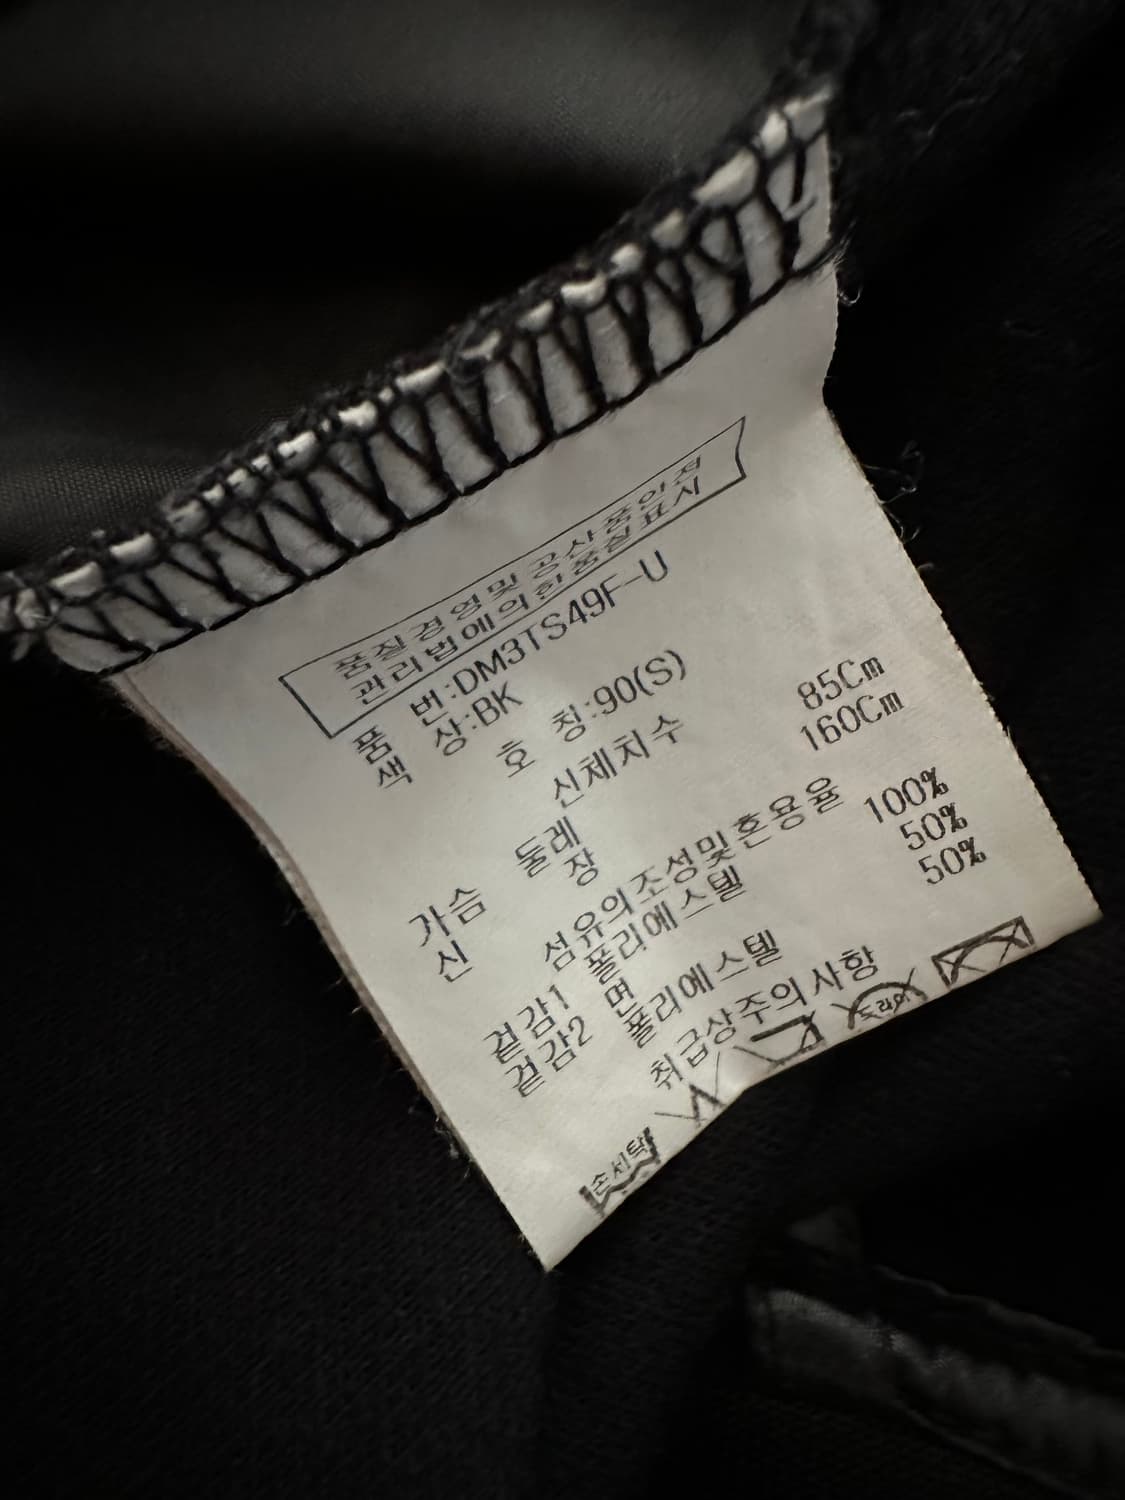 품질경영및 공산품안전
관리법에의한품질표시
품 번:DM3TS49F-U
색 상:BK
호 칭:90(S)
신체치수
가슴 둘레 85Cm
신 장 160Cm
섬유의조성및혼용율
겉감1 폴리에스텔 100%
겉감2 면 50%
폴리에스텔 50%
취급상주의사항
손세탁 드라이